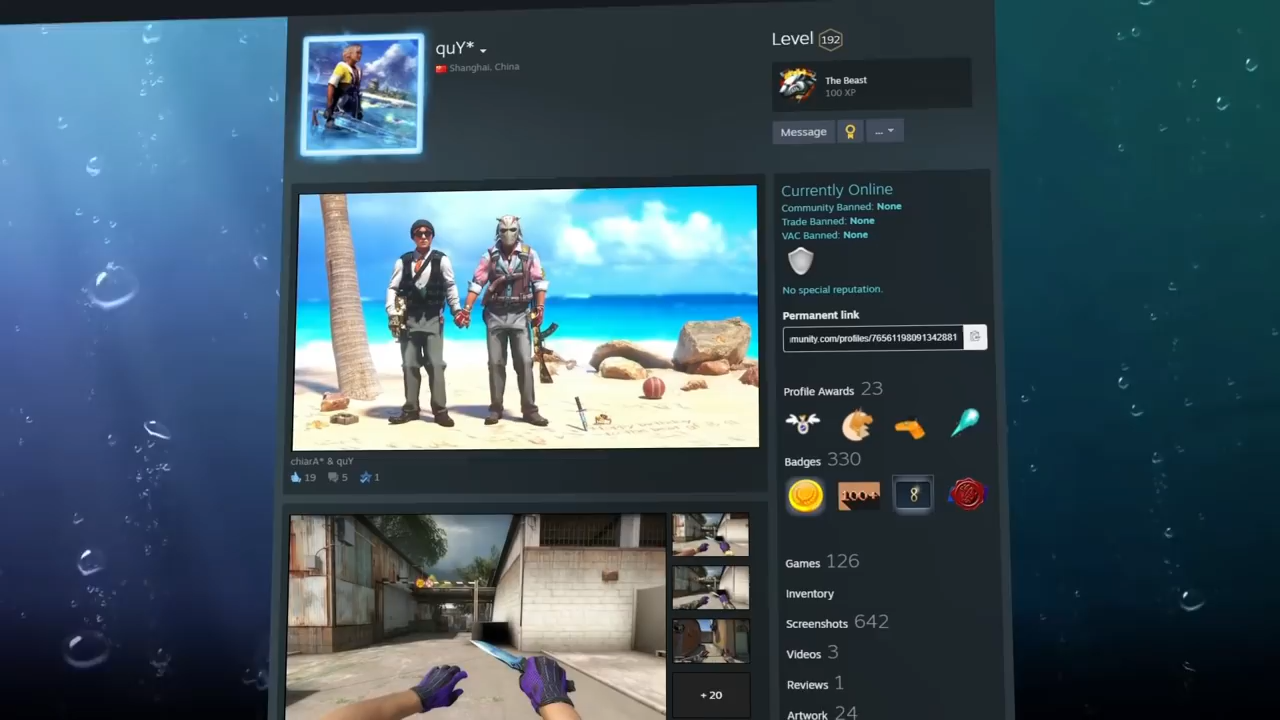 quY*
Shanghai, China
Level 192
The Beast
100 XP
Message
...
chiarA* & quY
19
5
1
+ 20
Currently Online
Community Banned: None
Trade Banned: None
VAC Banned: None
No special reputation.
Permanent link
munity.com/profiles/76561198091342881
Profile Awards 23
Badges 330
100+
8
Games 126
Inventory
Screenshots 642
Videos 3
Reviews 1
Artwork 24